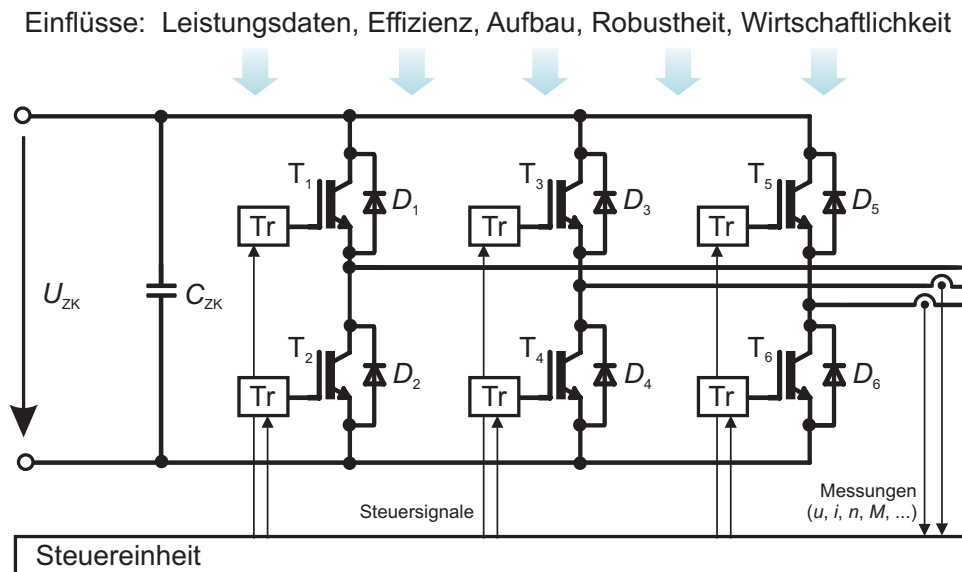 Einflüsse: Leistungsdaten, Effizienz, Aufbau, Robustheit, Wirtschaftlichkeit
T1 D1 T3 D3 T5 D5
Tr Tr Tr
UZK CZK
T2 D2 T4 D4 T6 D6
Tr Tr Tr
Steuersignale
Messungen
(u, i, n, M, ...)
Steuereinheit